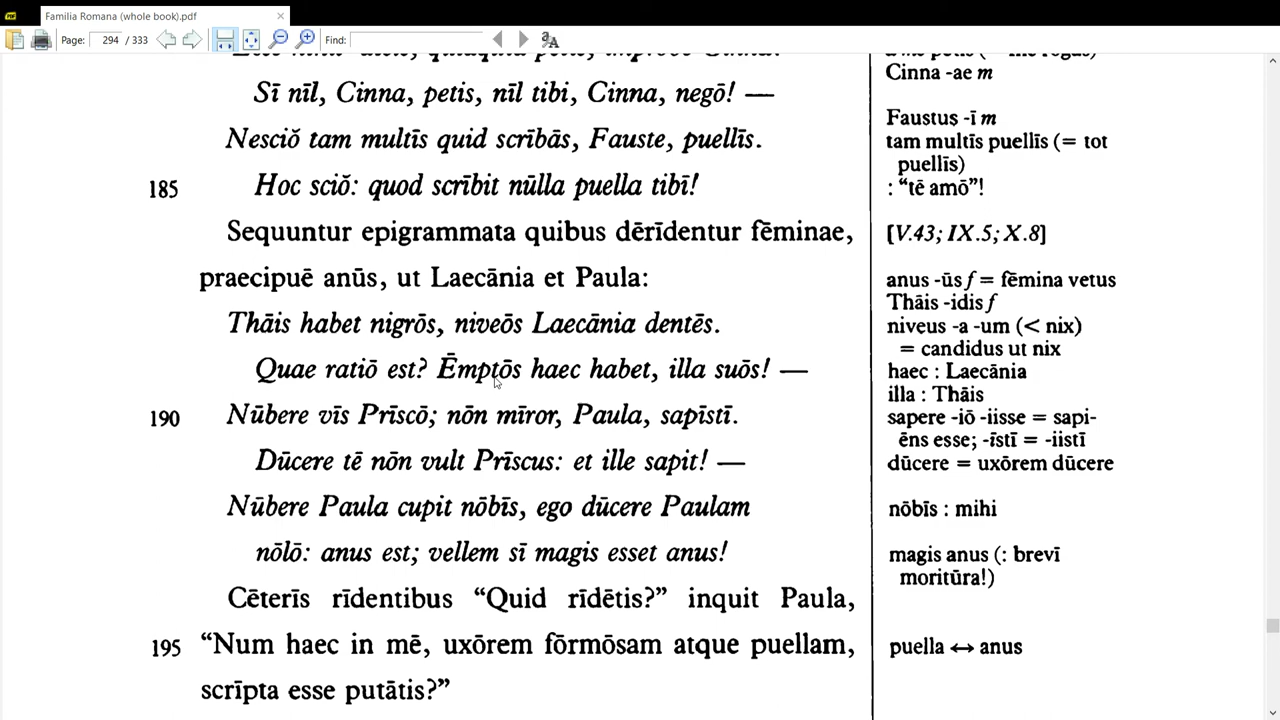 Familia Romana (whole book).pdf
Page: 294 / 333 Find:
Sī nīl, Cinna, petis, nīl tibi, Cinna, negō! —
Nesciŏ tam multīs quid scrībās, Fauste, puellīs.
185 Hoc sciŏ: quod scrībit nūlla puella tibī!
Sequuntur epigrammata quibus dērīdentur fēminae,
praecipuē anūs, ut Laecānia et Paula:
Thāis habet nigrōs, niveōs Laecānia dentēs.
Quae ratiō est? Ēmptōs haec habet, illa suōs! —
190 Nūbere vīs Prīscō; nōn mīror, Paula, sapīstī.
Dūcere tē nōn vult Prīscus: et ille sapit! —
Nūbere Paula cupit nōbīs, ego dūcere Paulam
nōlō: anus est; vellem sī magis esset anus!
Cēterīs rīdentibus “Quid rīdētis?” inquit Paula,
195 “Num haec in mē, uxōrem fōrmōsam atque puellam,
scrīpta esse putātis?”
Cinna -ae m
Faustus -ī m
tam multīs puellīs (= tot
puellīs)
: “tē amō”!
[V.43; IX.5; X.8]
anus -ūs f = fēmina vetus
Thāis -idis f
niveus -a -um (< nix)
= candidus ut nix
haec : Laecānia
illa : Thāis
sapere -iō -iisse = sapi-
ēns esse; -īstī = -iistī
dūcere = uxōrem dūcere
nōbīs : mihi
magis anus (: brevī
moritūra!)
puella ↔ anus